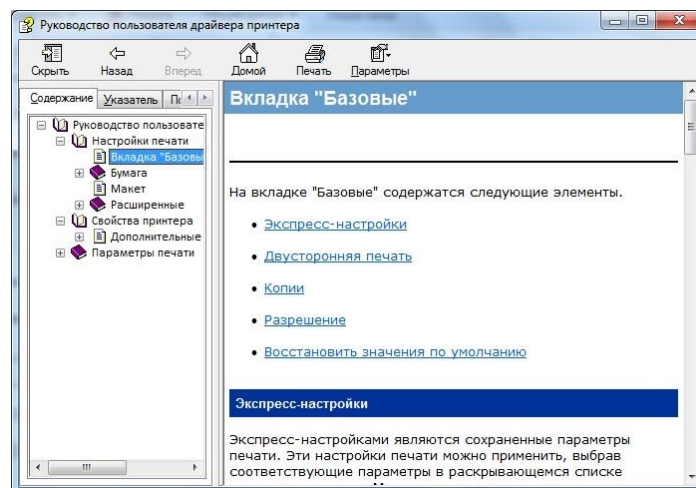 Руководство пользователя драйвера принтера
Скрыть Назад Вперед Домой Печать Параметры
Содержание Указатель
Вкладка "Базовые"
Руководство пользовате
Настройки печати
Вкладка "Базовы
Бумага
Макет
Расширенные
Свойства принтера
Дополнительные
Параметры печати
На вкладке "Базовые" содержатся следующие элементы.
• Экспресс-настройки
• Двусторонняя печать
• Копии
• Разрешение
• Восстановить значения по умолчанию
Экспресс-настройки
Экспресс-настройками являются сохраненные параметры
печати. Эти настройки печати можно применить, выбрав
соответствующие параметры в раскрывающемся списке